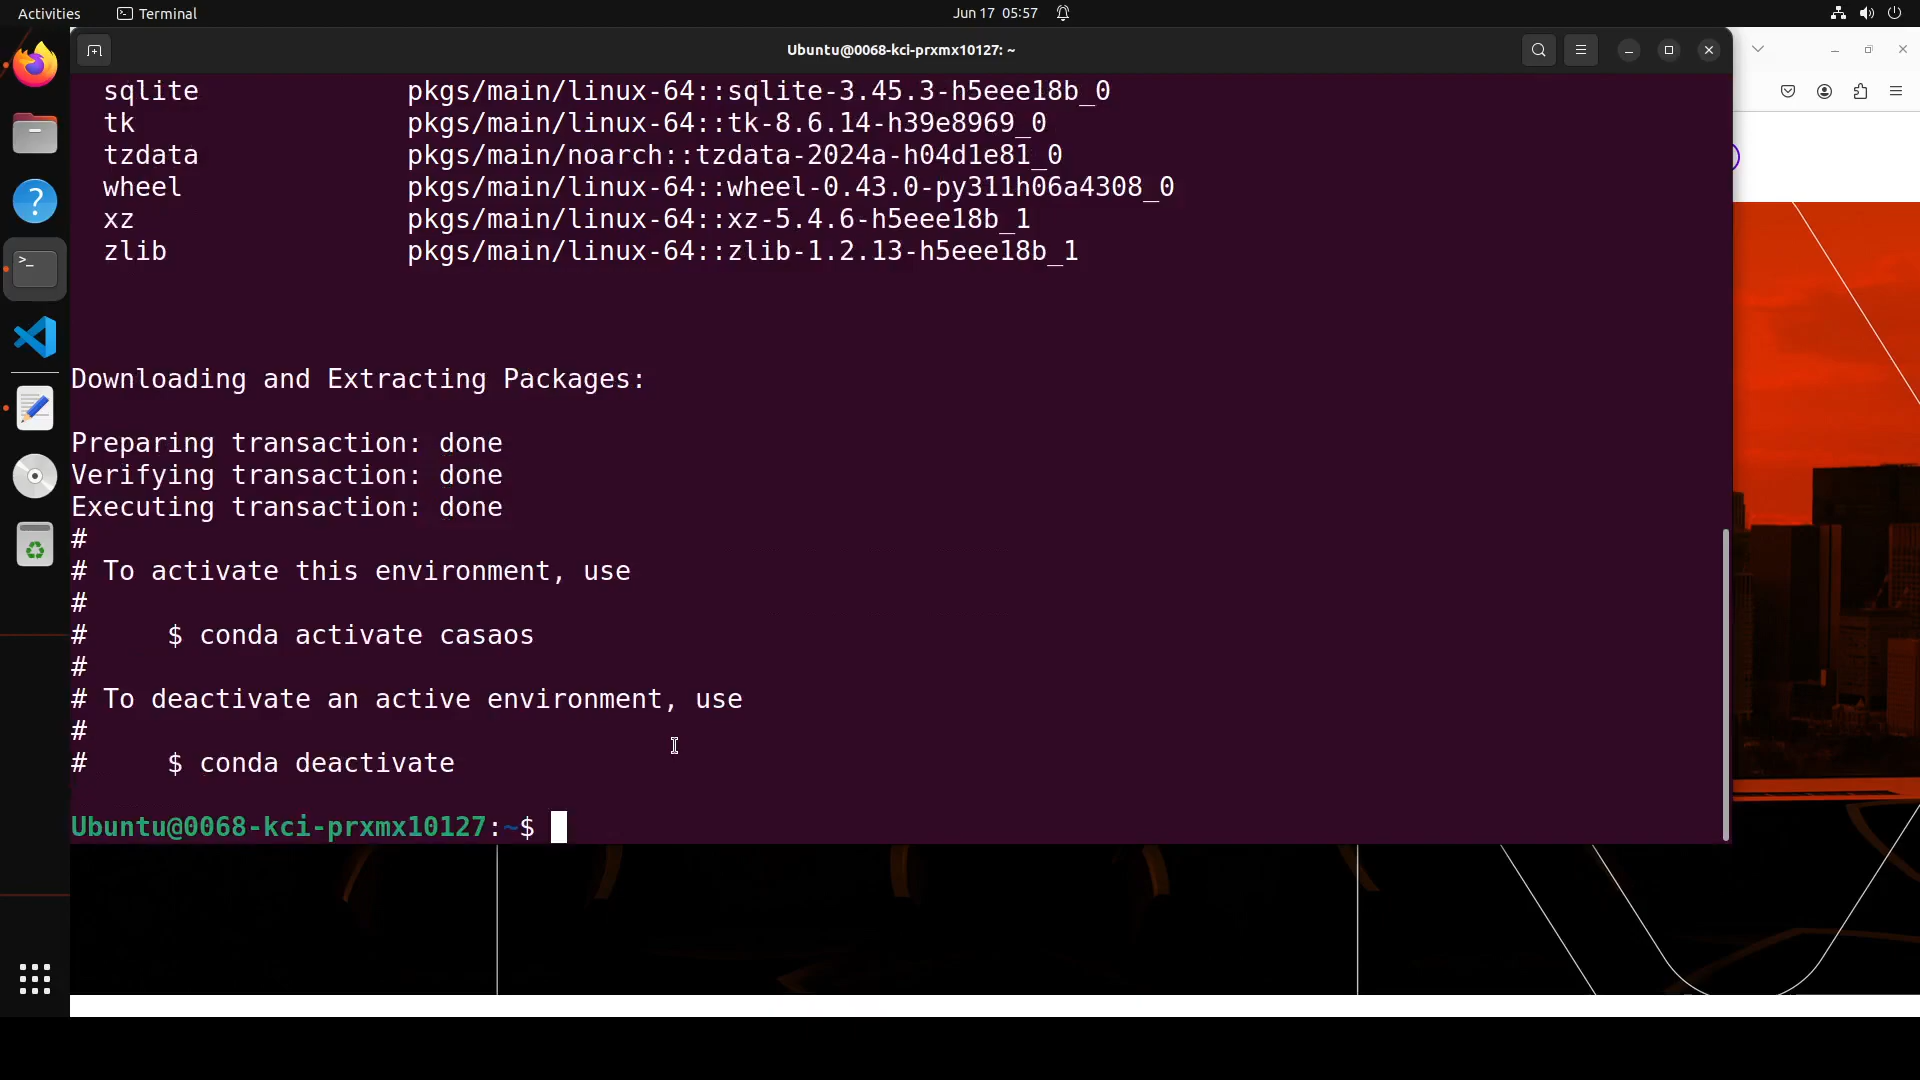 Activities Terminal Jun 17 05:57
Ubuntu@0068-kci-prxmx10127: ~
sqlite pkgs/main/linux-64::sqlite-3.45.3-h5eee18b_0
tk pkgs/main/linux-64::tk-8.6.14-h39e8969_0
tzdata pkgs/main/noarch::tzdata-2024a-h04d1e81_0
wheel pkgs/main/linux-64::wheel-0.43.0-py311h06a4308_0
xz pkgs/main/linux-64::xz-5.4.6-h5eee18b_1
zlib pkgs/main/linux-64::zlib-1.2.13-h5eee18b_1
Downloading and Extracting Packages:
Preparing transaction: done
Verifying transaction: done
Executing transaction: done
#
# To activate this environment, use
#
# $ conda activate casaos
#
# To deactivate an active environment, use
#
# $ conda deactivate
Ubuntu@0068-kci-prxmx10127:~$